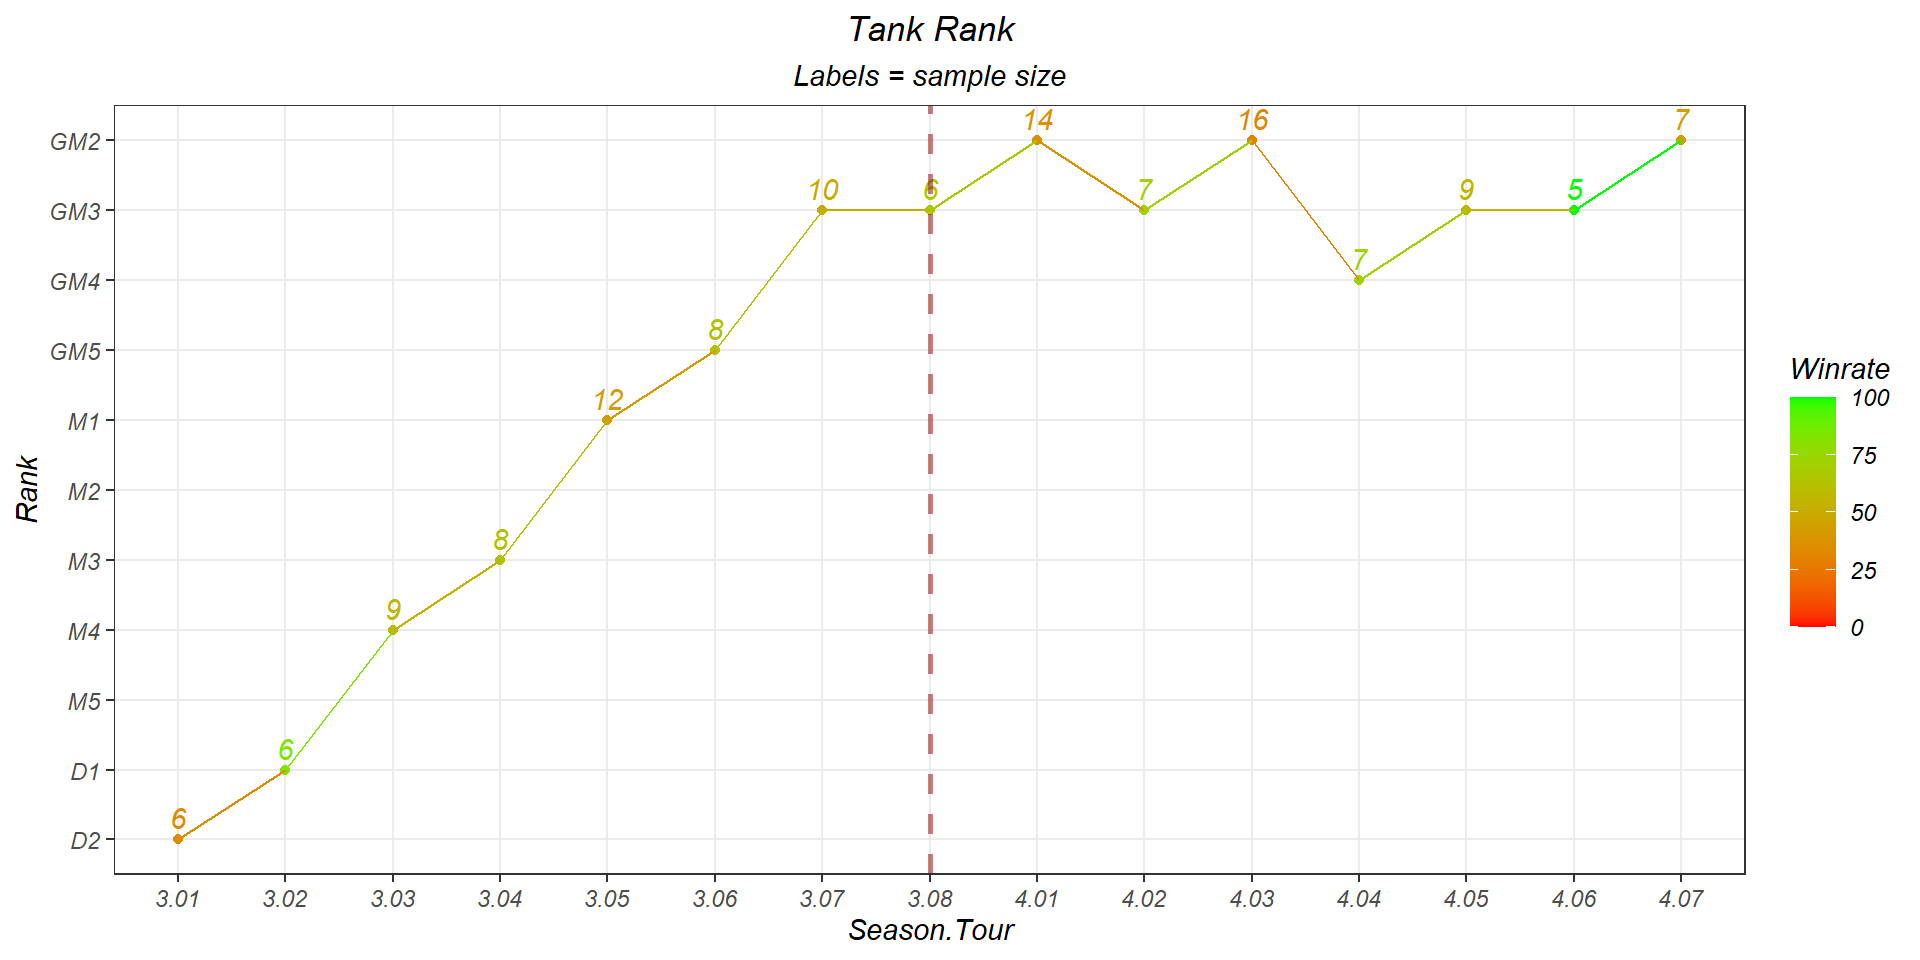 Tank Rank
Labels = sample size
GM2
GM3
GM4
GM5
M1
M2
M3
M4
M5
D1
D2
Rank
6
6
9
8
12
8
10
6
14
7
16
7
9
5
7
3.01 3.02 3.03 3.04 3.05 3.06 3.07 3.08 4.01 4.02 4.03 4.04 4.05 4.06 4.07
Season.Tour
Winrate
100
75
50
25
0